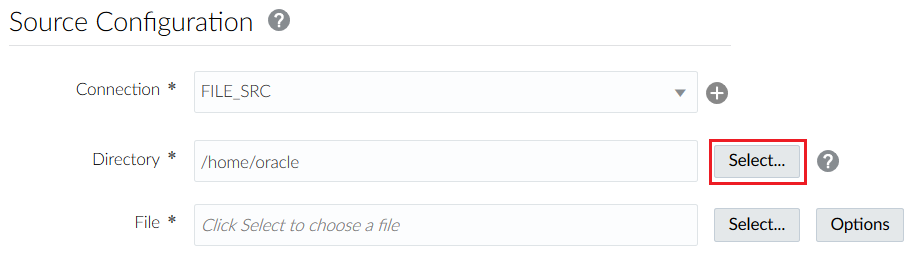 Source Configuration ?
Connection * FILE_SRC
Directory * /home/oracle Select... ?
File * Click Select to choose a file Select... Options